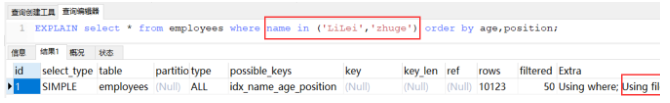 查询创建工具 查询编辑器
1 EXPLAIN select * from employees where name in ('LiLei','zhuge') order by age,position;
信息 结果1 概况 状态
id select_type table partitio type possible_keys key key_len ref rows filtered Extra
1 SIMPLE employees (Null) ALL idx_name_age_position (Null) (Null) (Null) 10123 50 Using where; Using fil